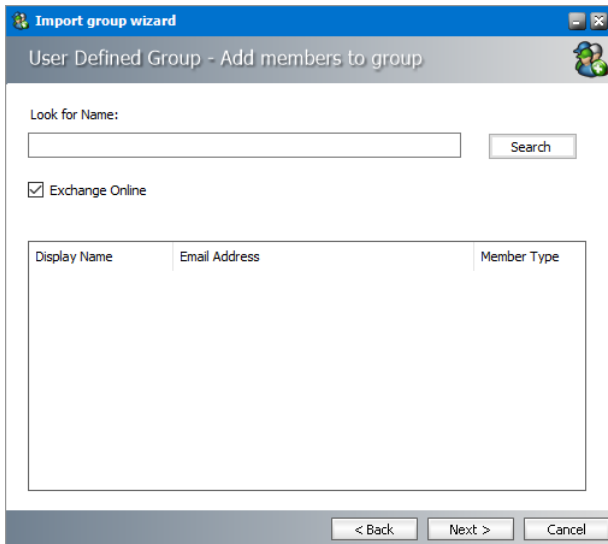 Import group wizard
User Defined Group - Add members to group
Look for Name:
Search
Exchange Online
Display Name Email Address Member Type
< Back Next > Cancel